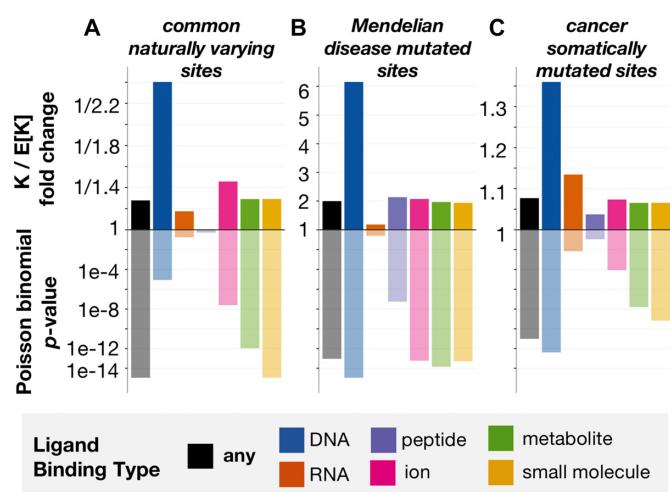 A
common
naturally varying
sites
B
Mendelian
disease mutated
sites
C
cancer
somatically
mutated sites
K / E[K]
fold change
1/2.2
1/1.8
1/1.4
1
6
5
4
3
2
1
1.3
1.2
1.1
1
Poisson binomial
p-value
1e-4
1e-8
1e-12
1e-14
Ligand
Binding Type
any
DNA
RNA
peptide
ion
metabolite
small molecule